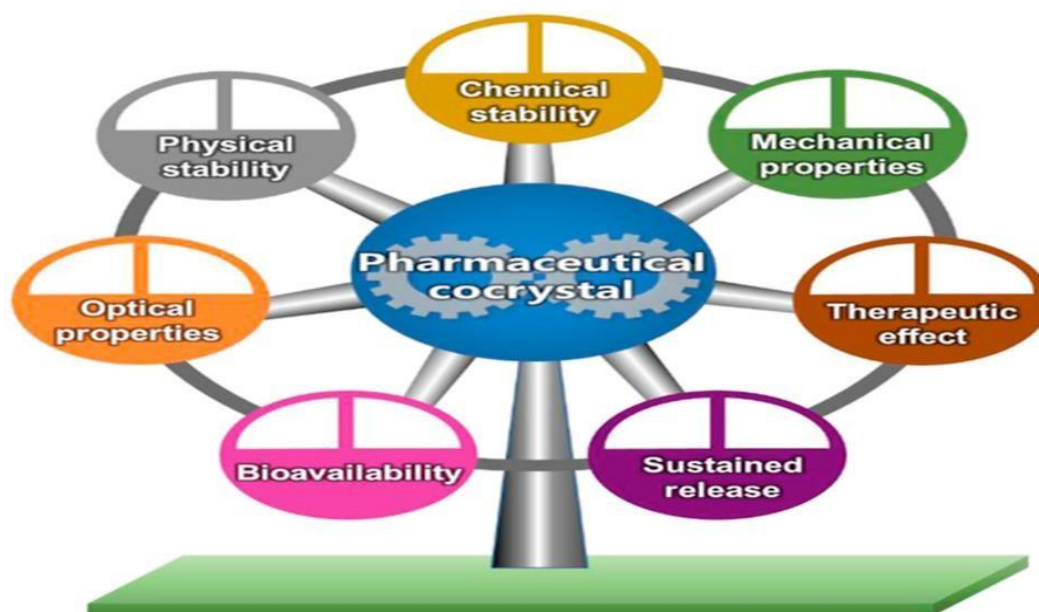 Chemical
stability
Physical
stability
Mechanical
properties
Pharmaceutical
cocrystal
Optical
properties
Therapeutic
effect
Bioavailability
Sustained
release